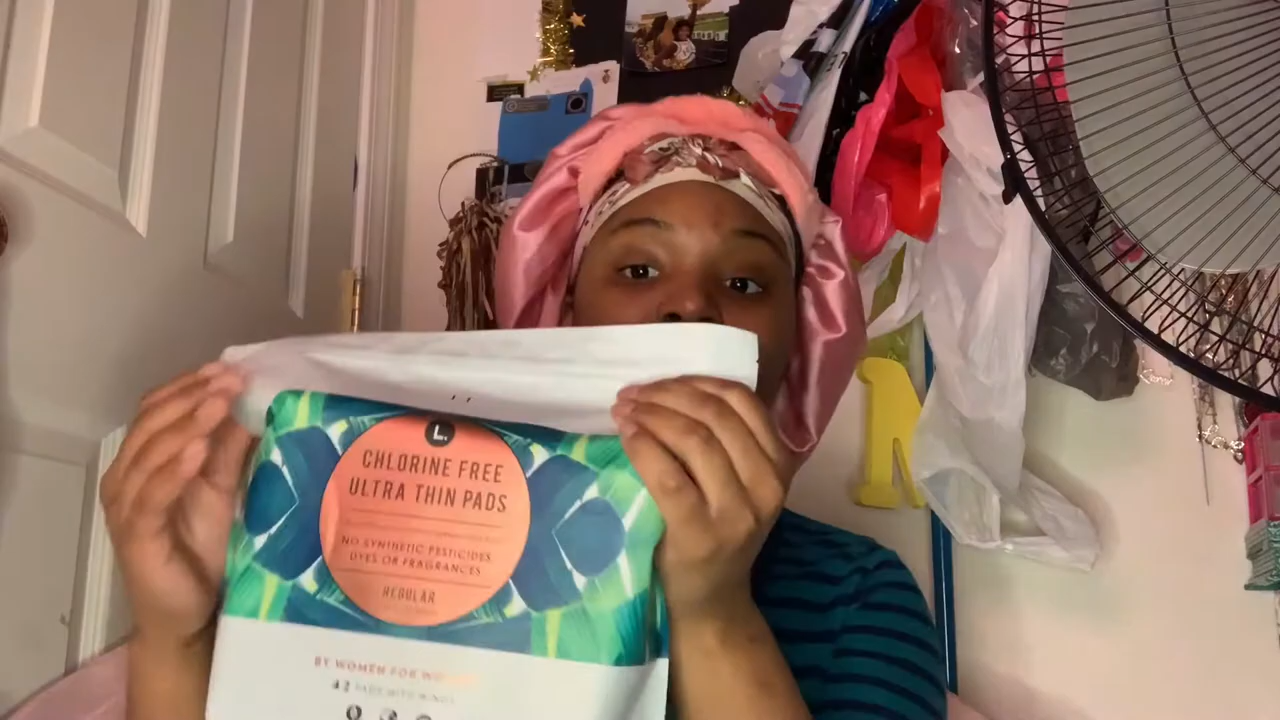 L.
CHLORINE FREE
ULTRA THIN PADS
NO SYNTHETIC PESTICIDES
DYES OR FRAGRANCES
REGULAR
BY WOMEN FOR
42 PADS WITH WINGS
Love